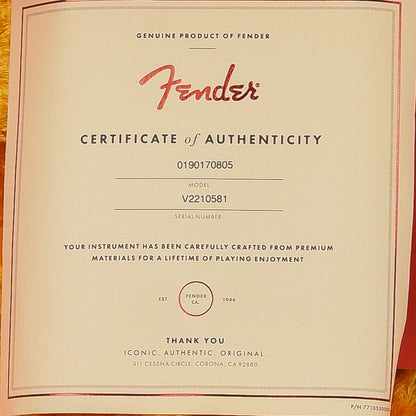 GENUINE PRODUCT OF FENDER
Fender
CERTIFICATE of AUTHENTICITY
0190170805
MODEL
V2210581
SERIAL NUMBER
YOUR INSTRUMENT HAS BEEN CAREFULLY CRAFTED FROM PREMIUM
MATERIALS FOR A LIFETIME OF PLAYING ENJOYMENT
EST. FENDER CA. 1946
THANK YOU
ICONIC. AUTHENTIC. ORIGINAL.
311 CESSNA CIRCLE, CORONA, CA 92880
P/N